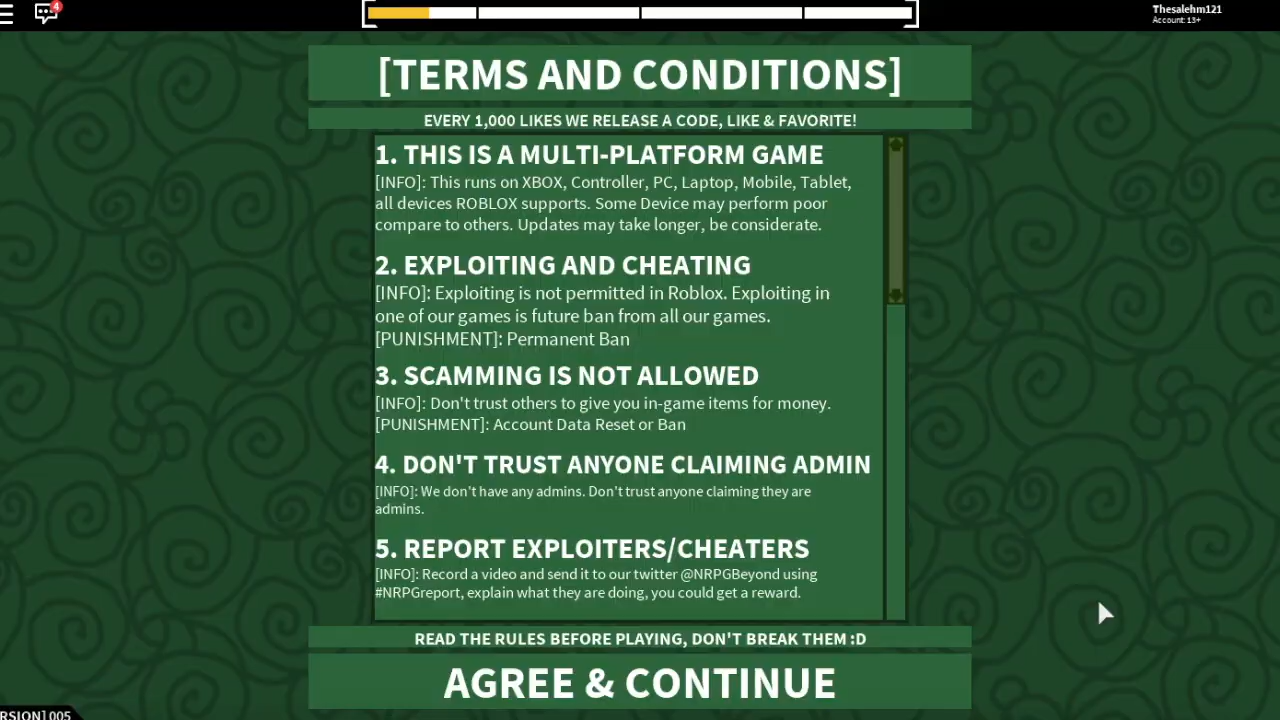 4
Thesalehm121
Account: 13+
[TERMS AND CONDITIONS]
EVERY 1,000 LIKES WE RELEASE A CODE, LIKE & FAVORITE!
1. THIS IS A MULTI-PLATFORM GAME
[INFO]: This runs on XBOX, Controller, PC, Laptop, Mobile, Tablet,
all devices ROBLOX supports. Some Device may perform poor
compare to others. Updates may take longer, be considerate.
2. EXPLOITING AND CHEATING
[INFO]: Exploiting is not permitted in Roblox. Exploiting in
one of our games is future ban from all our games.
[PUNISHMENT]: Permanent Ban
3. SCAMMING IS NOT ALLOWED
[INFO]: Don't trust others to give you in-game items for money.
[PUNISHMENT]: Account Data Reset or Ban
4. DON'T TRUST ANYONE CLAIMING ADMIN
[INFO]: We don't have any admins. Don't trust anyone claiming they are
admins.
5. REPORT EXPLOITERS/CHEATERS
[INFO]: Record a video and send it to our twitter @NRPGBeyond using
#NRPGreport, explain what they are doing, you could get a reward.
READ THE RULES BEFORE PLAYING, DON'T BREAK THEM :D
AGREE & CONTINUE
RSION] 005